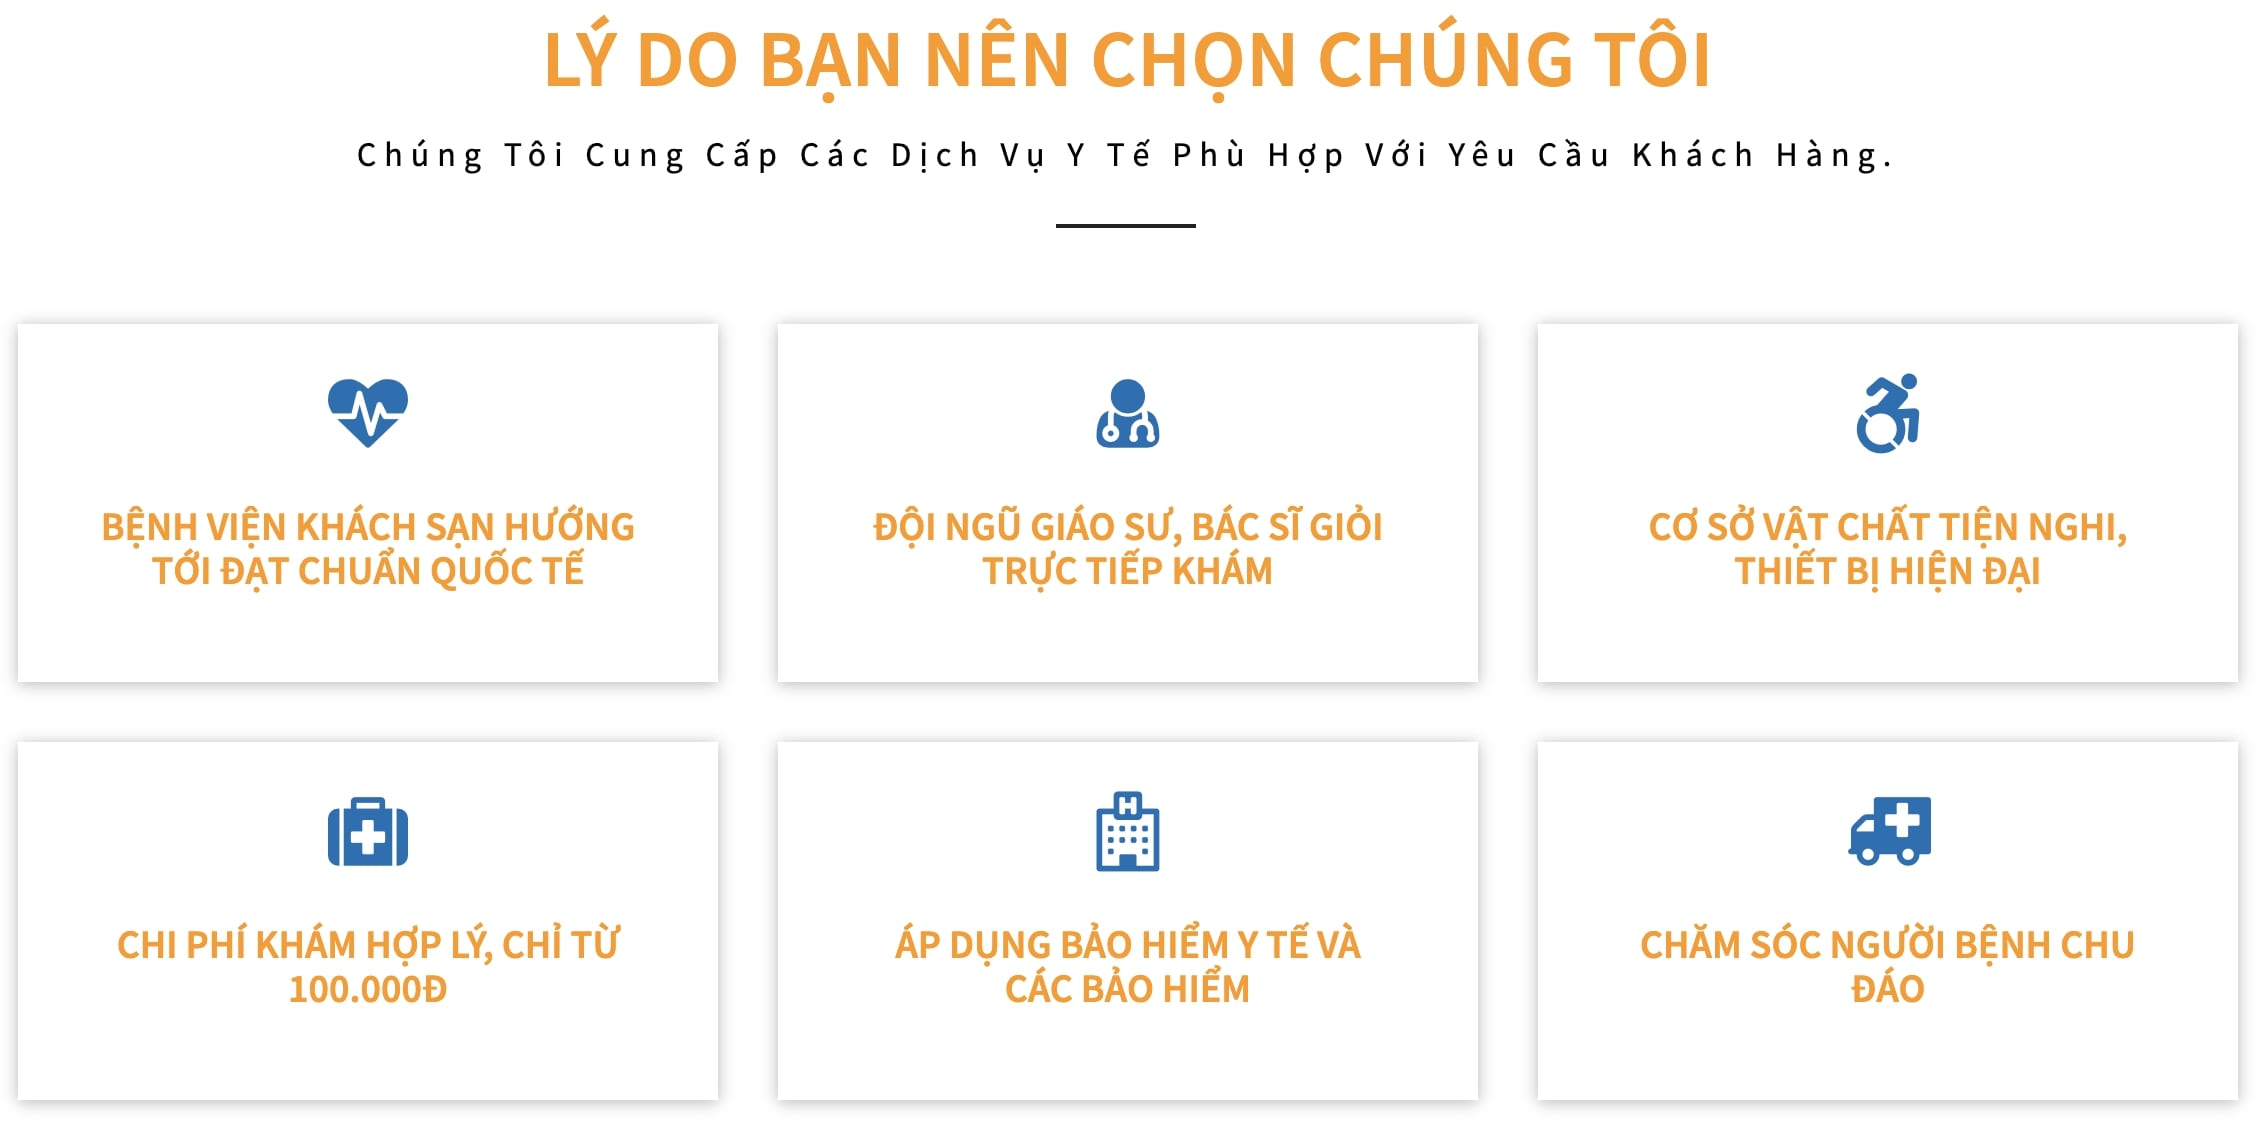 LÝ DO BẠN NÊN CHỌN CHÚNG TÔI
Chúng Tôi Cung Cấp Các Dịch Vụ Y Tế Phù Hợp Với Yêu Cầu Khách Hàng.
BỆNH VIỆN KHÁCH SẠN HƯỚNG
TỚI ĐẠT CHUẨN QUỐC TẾ
ĐỘI NGŨ GIÁO SƯ, BÁC SĨ GIỎI
TRỰC TIẾP KHÁM
CƠ SỞ VẬT CHẤT TIỆN NGHI,
THIẾT BỊ HIỆN ĐẠI
CHI PHÍ KHÁM HỢP LÝ, CHỈ TỪ
100.000Đ
H
ÁP DỤNG BẢO HIỂM Y TẾ VÀ
CÁC BẢO HIỂM
CHĂM SÓC NGƯỜI BỆNH CHU
ĐÁO